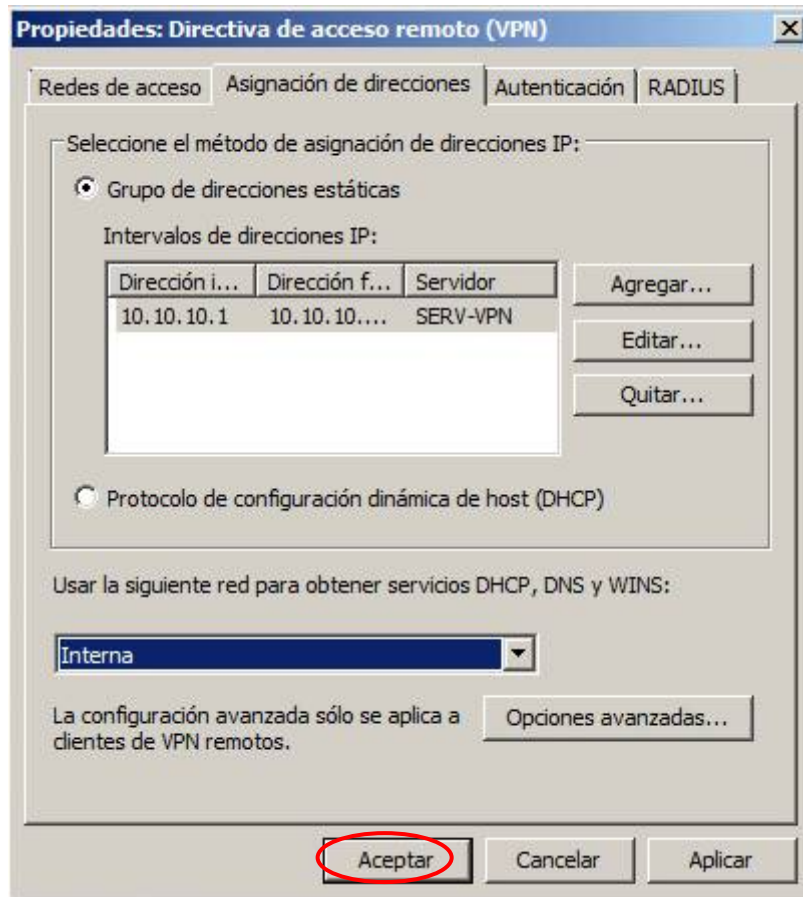 Propiedades: Directiva de acceso remoto (VPN)
Redes de acceso Asignación de direcciones Autenticación RADIUS
Seleccione el método de asignación de direcciones IP:
Grupo de direcciones estáticas
Intervalos de direcciones IP:
Dirección i... Dirección f... Servidor
10.10.10.1 10.10.10.... SERV-VPN
Agregar...
Editar...
Quitar...
Protocolo de configuración dinámica de host (DHCP)
Usar la siguiente red para obtener servicios DHCP, DNS y WINS:
Interna
La configuración avanzada sólo se aplica a
clientes de VPN remotos.
Opciones avanzadas...
Aceptar Cancelar Aplicar